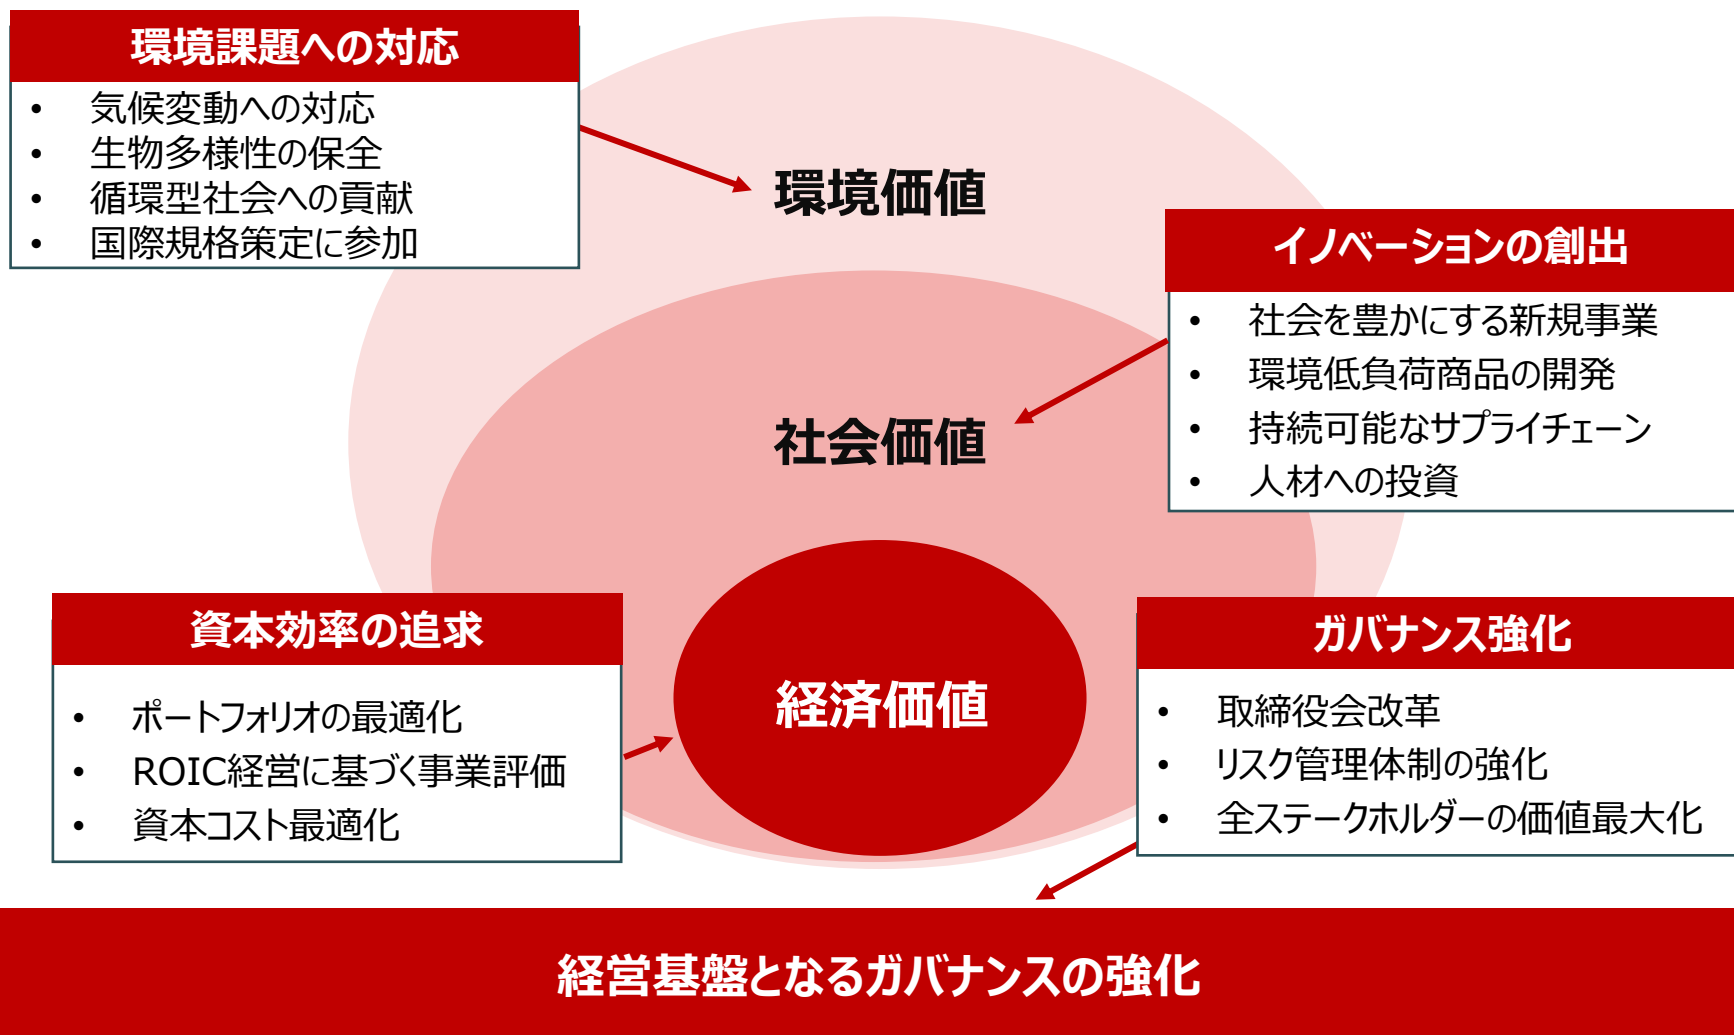 環境課題への対応
• 気候変動への対応
• 生物多様性の保全
• 循環型社会への貢献
• 国際規格策定に参加
環境価値
イノベーションの創出
• 社会を豊かにする新規事業
• 環境低負荷商品の開発
• 持続可能なサプライチェーン
• 人材への投資
社会価値
資本効率の追求
• ポートフォリオの最適化
• ROIC経営に基づく事業評価
• 資本コスト最適化
経済価値
ガバナンス強化
• 取締役会改革
• リスク管理体制の強化
• 全ステークホルダーの価値最大化
経営基盤となるガバナンスの強化